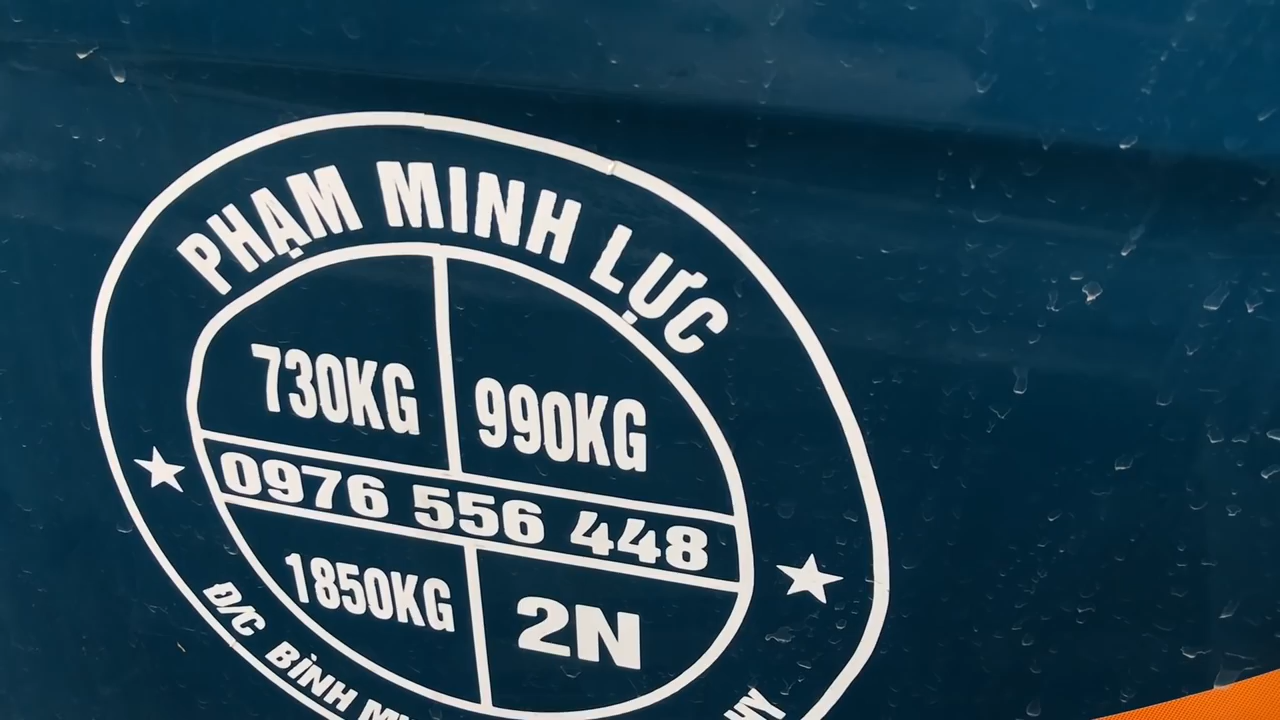 PHẠM MINH LỰC
730KG 990KG
0976 556 448
1850KG 2N
Đ/C BÌNH